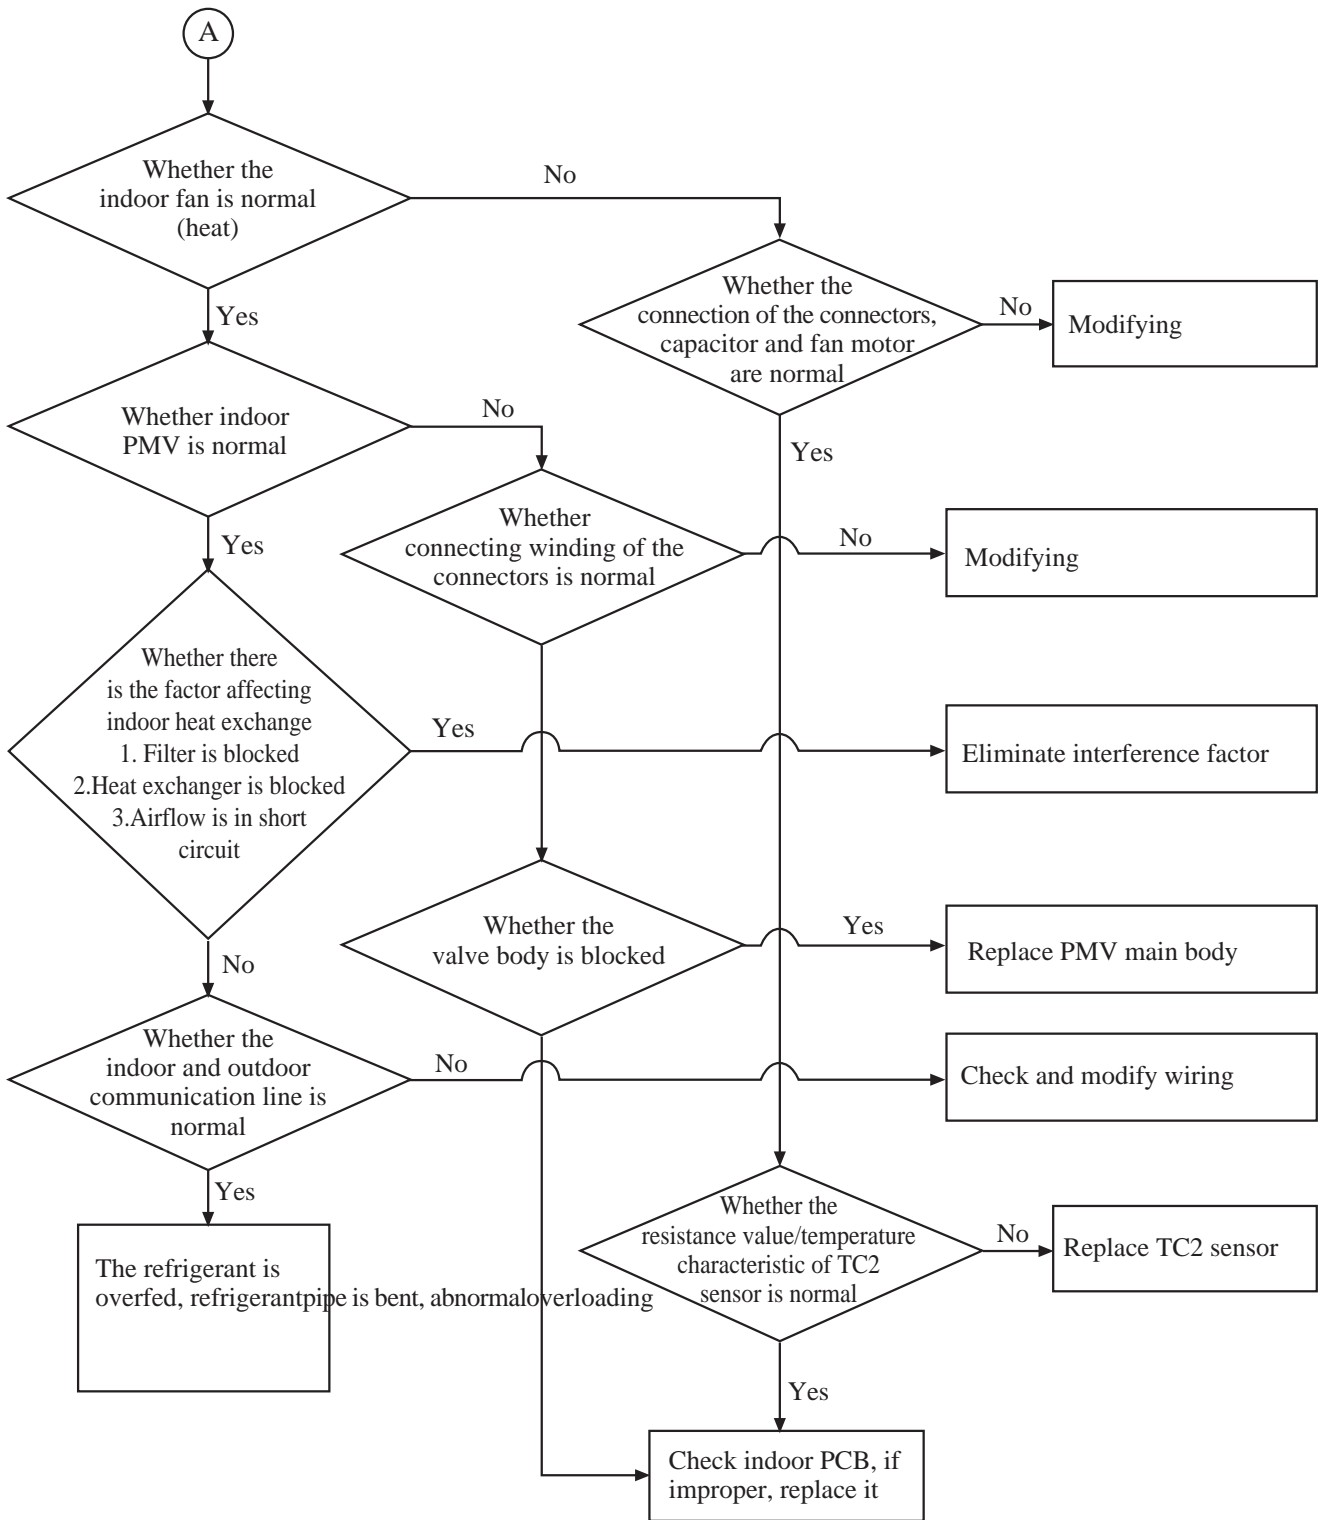 A
Whether the
indoor fan is normal
(heat)
No
Yes
Whether the
connection of the connectors,
capacitor and fan motor
are normal
No
Modifying
Yes
Whether indoor
PMV is normal
No
Yes
Whether
connecting winding of the
connectors is normal
No
Modifying
Whether there
is the factor affecting
indoor heat exchange
1. Filter is blocked
2.Heat exchanger is blocked
3.Airflow is in short
circuit
Yes
Eliminate interference factor
No
Whether the
valve body is blocked
Yes
Replace PMV main body
Whether the
indoor and outdoor
communication line is
normal
No
Check and modify wiring
Yes
The refrigerant is
overfed, refrigerantpipe is bent, abnormaloverloading
Whether the
resistance value/temperature
characteristic of TC2
sensor is normal
No
Replace TC2 sensor
Yes
Check indoor PCB, if
improper, replace it